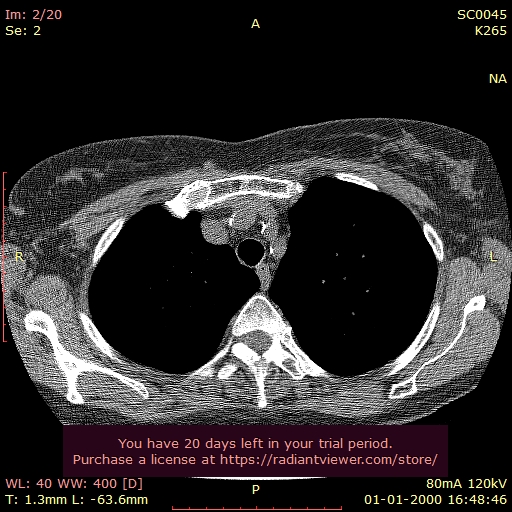 Im: 2/20
Se: 2
A
SC0045
K265
NA
R
L
You have 20 days left in your trial period.
Purchase a license at https://radiantviewer.com/store/
WL: 40 WW: 400 [D]
T: 1.3mm L: -63.6mm
P
80mA 120kV
01-01-2000 16:48:46